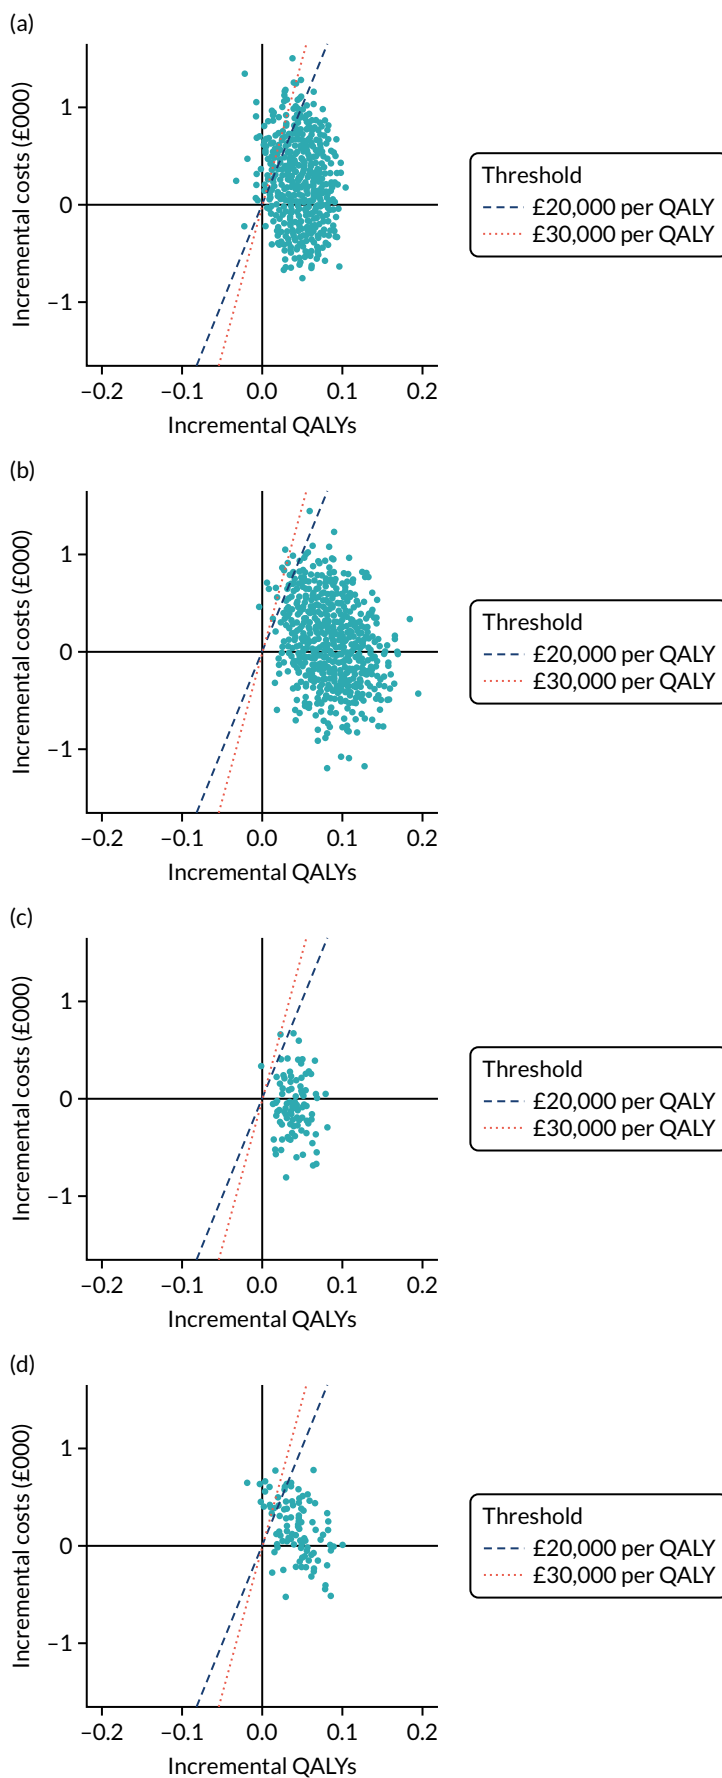 (a)
Incremental costs (£000)
1
0
−1
−0.2 −0.1 0.0 0.1 0.2
Incremental QALYs
Threshold
£20,000 per QALY
£30,000 per QALY
(b)
Incremental costs (£000)
1
0
−1
−0.2 −0.1 0.0 0.1 0.2
Incremental QALYs
Threshold
£20,000 per QALY
£30,000 per QALY
(c)
Incremental costs (£000)
1
0
−1
−0.2 −0.1 0.0 0.1 0.2
Incremental QALYs
Threshold
£20,000 per QALY
£30,000 per QALY
(d)
Incremental costs (£000)
1
0
−1
−0.2 −0.1 0.0 0.1 0.2
Incremental QALYs
Threshold
£20,000 per QALY
£30,000 per QALY